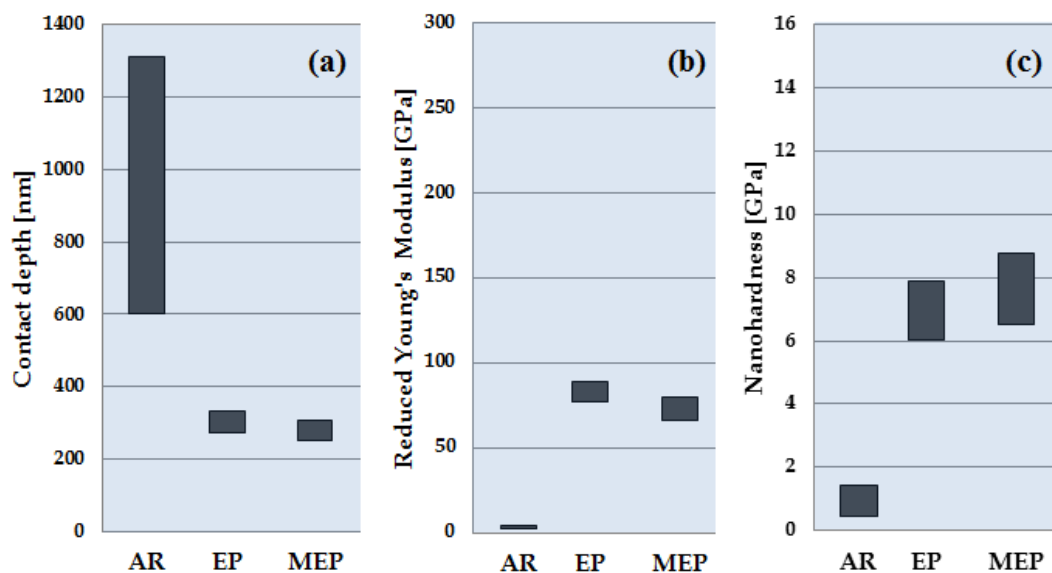 Contact depth [nm]
1400
1200
1000
800
600
400
200
0
(a)
AR EP MEP
Reduced Young's Modulus [GPa]
300
250
200
150
100
50
0
(b)
AR EP MEP
Nanohardness [GPa]
16
14
12
10
8
6
4
2
0
(c)
AR EP MEP